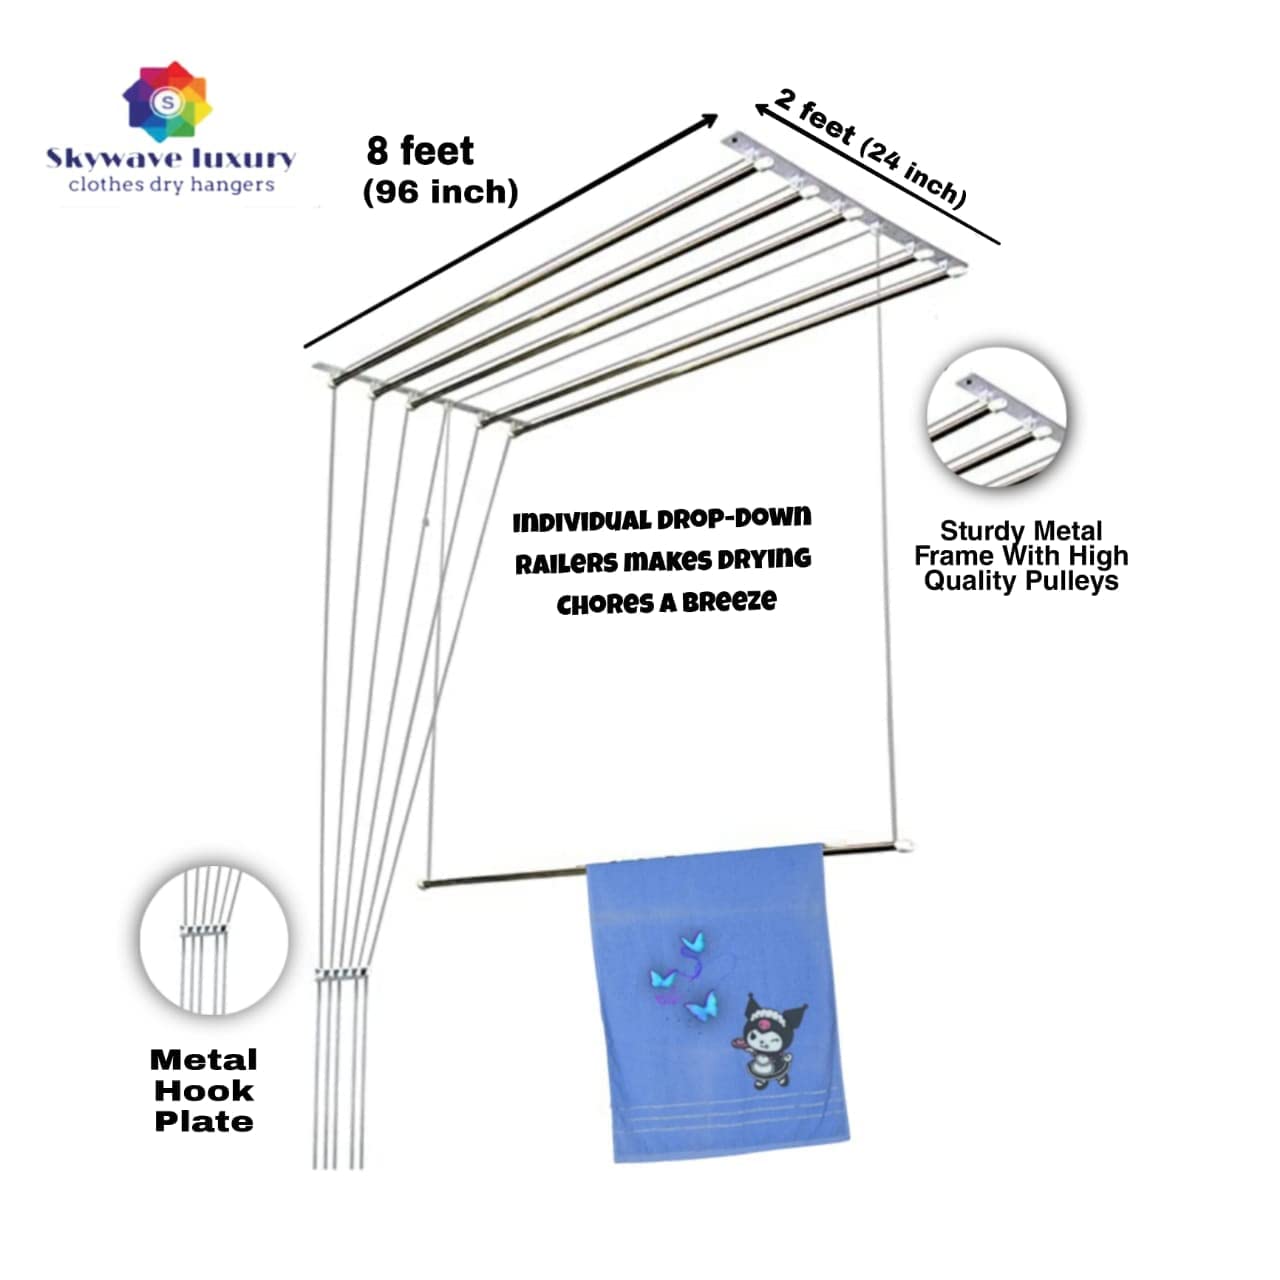 S
Skywave luxury
clothes dry hangers
8 feet
(96 inch)
2 feet (24 inch)
INDIVIDUAL DROP-DOWN
RAILERS MAKES DRYING
CHORES A BREEZE
Sturdy Metal
Frame With High
Quality Pulleys
Metal
Hook
Plate